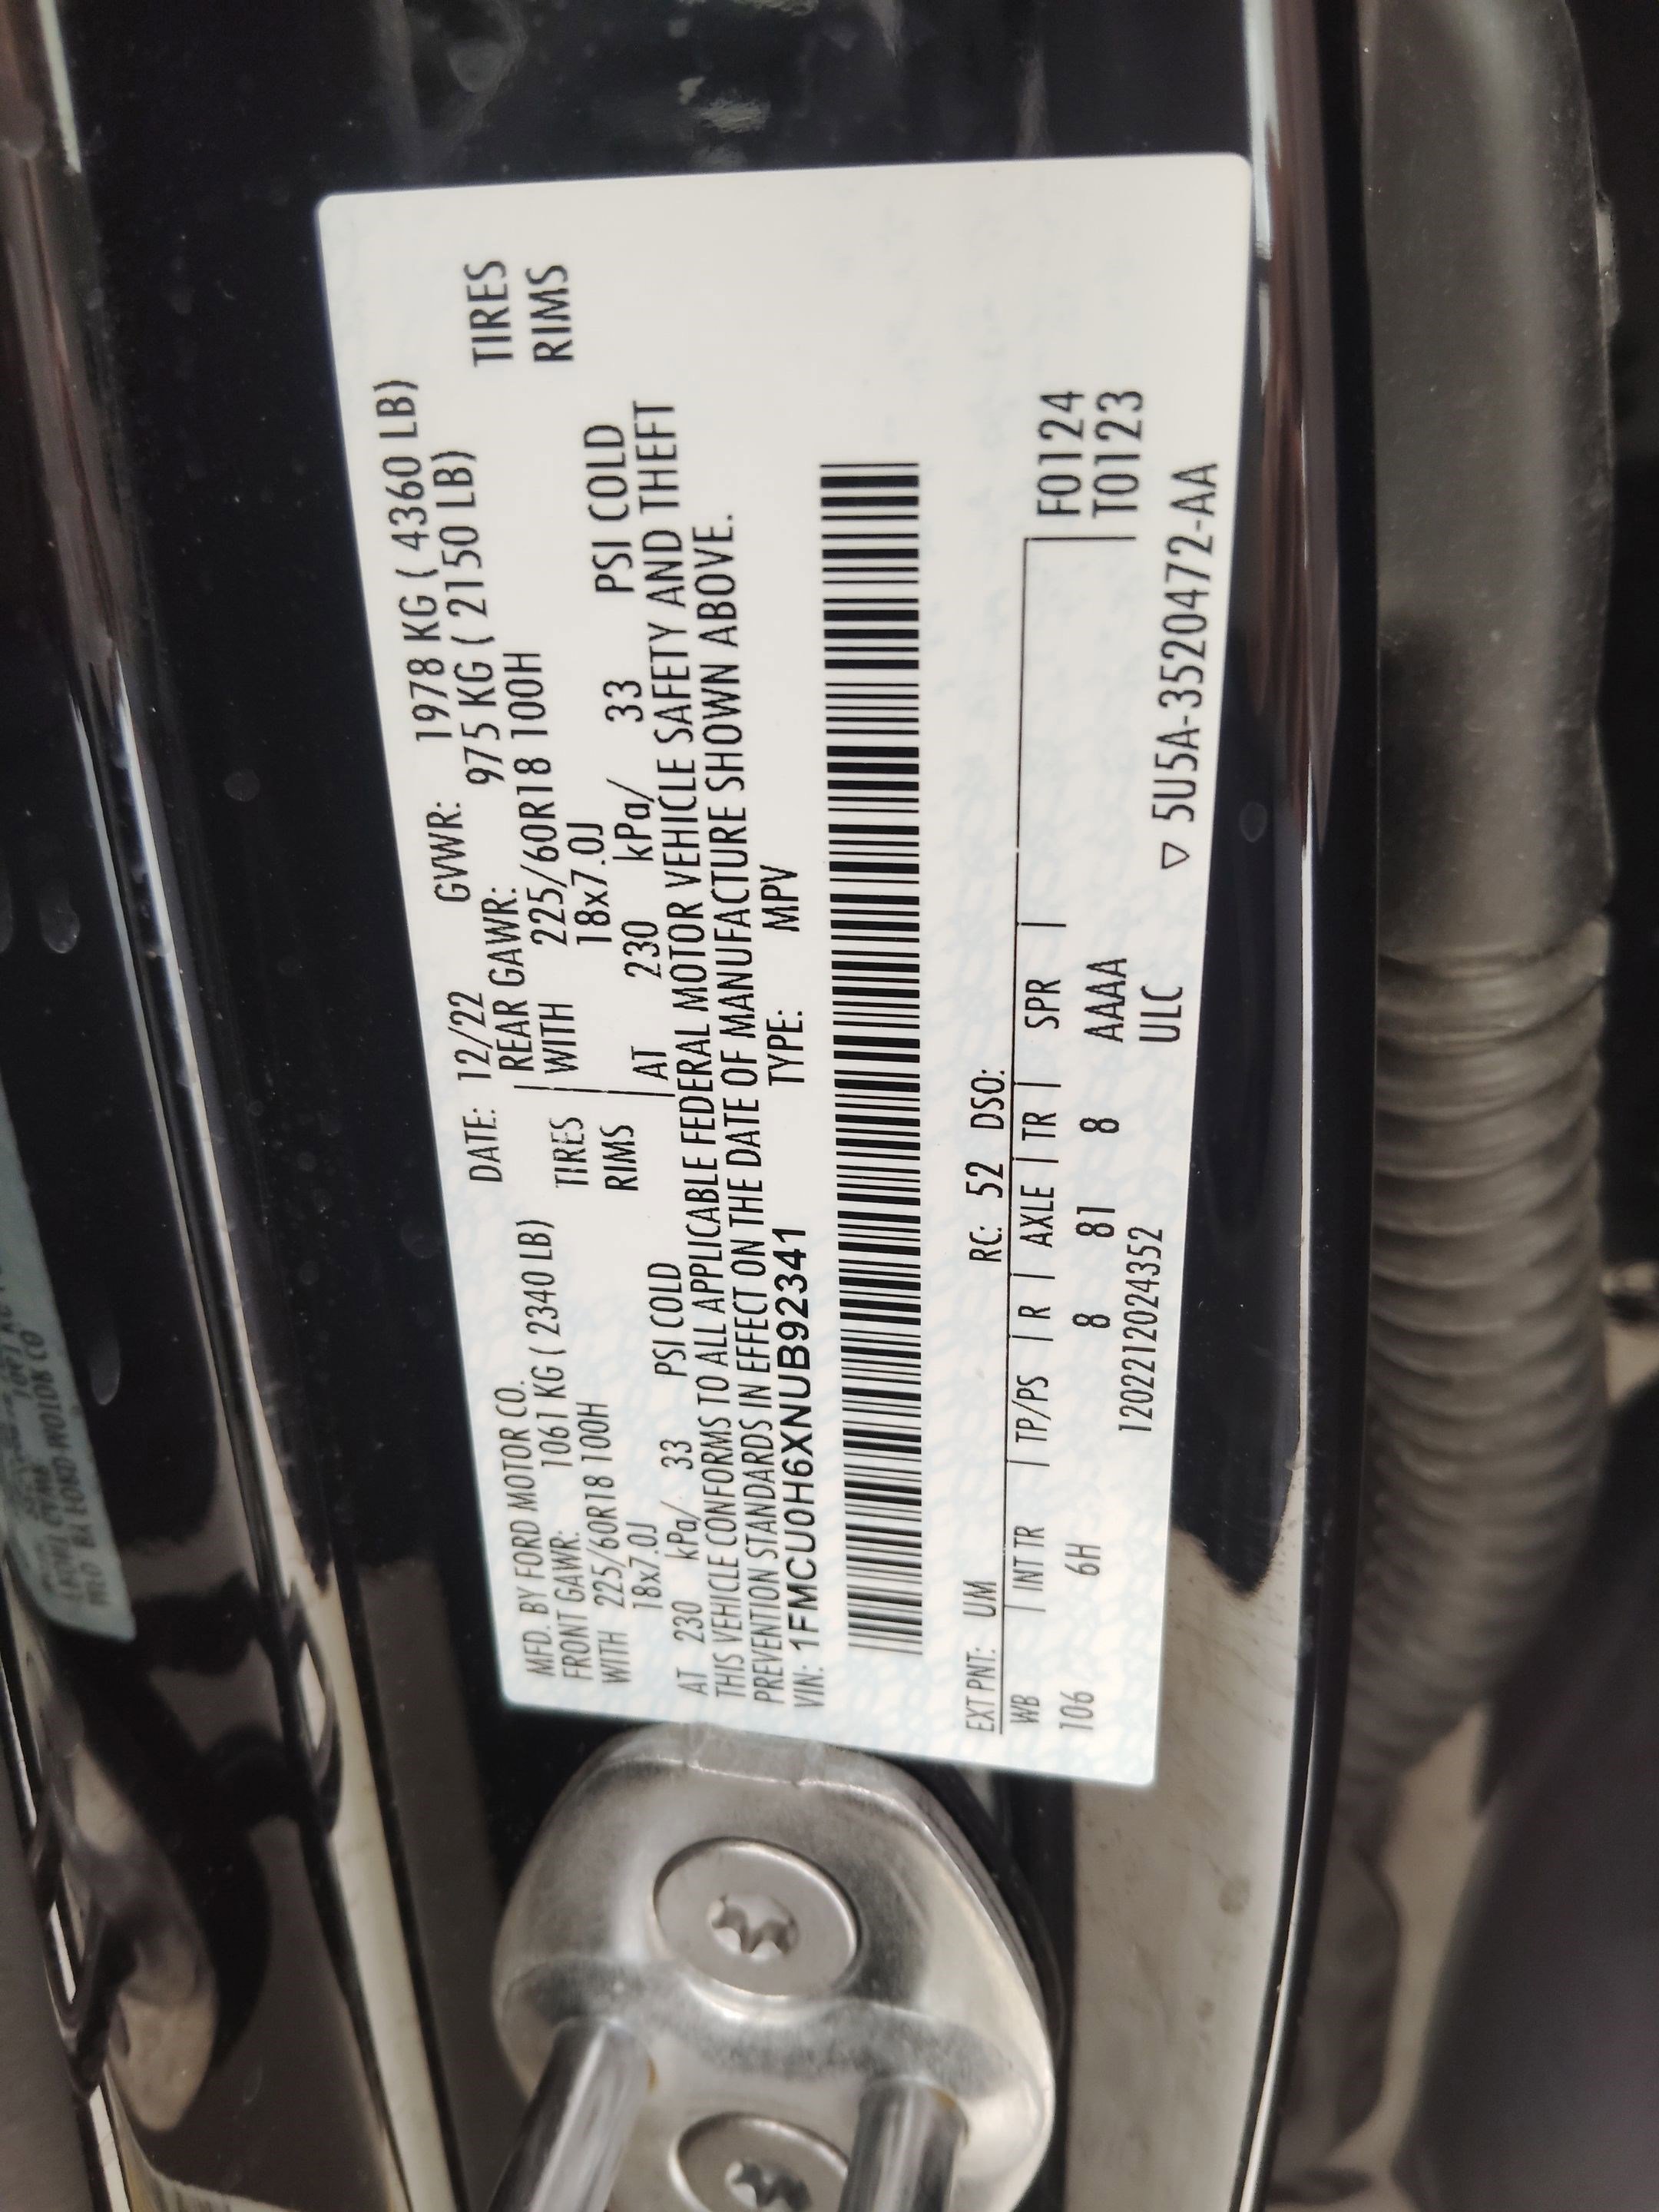 MFD. BY FORD MOTOR CO. DATE: 12/22 GVWR: 1978 KG ( 4360 LB)
FRONT GAWR: 1061 KG ( 2340 LB) REAR GAWR: 975 KG ( 2150 LB)
WITH 225/60R18 100H TIRES WITH 225/60R18 100H TIRES
18x7.0J RIMS 18x7.0J RIMS
AT 230 kPa/ 33 PSI COLD AT 230 kPa/ 33 PSI COLD
THIS VEHICLE CONFORMS TO ALL APPLICABLE FEDERAL MOTOR VEHICLE SAFETY AND THEFT
PREVENTION STANDARDS IN EFFECT ON THE DATE OF MANUFACTURE SHOWN ABOVE.
VIN: 1FMCU0H6XNUB92341 TYPE: MPV
EXT PNT: UM RC: 52 DSO:
WB | INT TR | TP/PS | R | AXLE | TR | SPR | F0124
106 6H 8 81 8 AAAA T0123
1202212024352 ULC ▽ 5U5A-3520472-AA